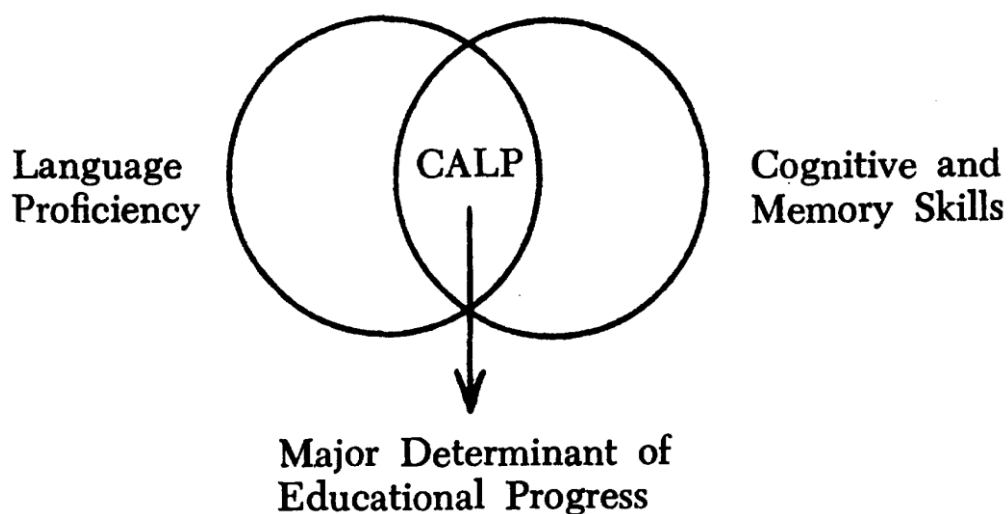 Language
Proficiency
CALP
Cognitive and
Memory Skills
Major Determinant of
Educational Progress